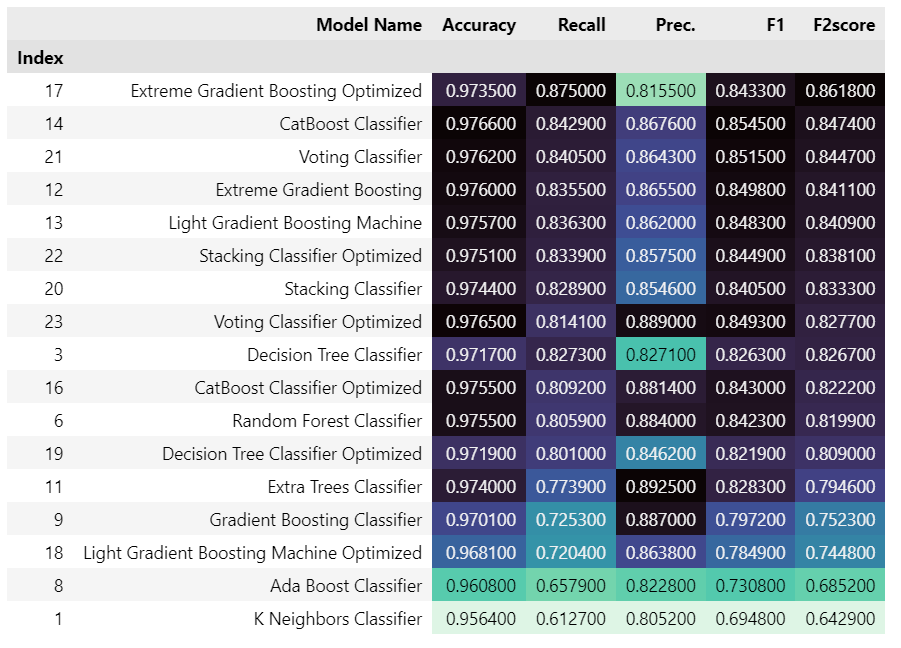 Model Name Accuracy Recall Prec. F1 F2score
Index
17 Extreme Gradient Boosting Optimized 0.973500 0.875000 0.815500 0.843300 0.861800
14 CatBoost Classifier 0.976600 0.842900 0.867600 0.854500 0.847400
21 Voting Classifier 0.976200 0.840500 0.864300 0.851500 0.844700
12 Extreme Gradient Boosting 0.976000 0.835500 0.865500 0.849800 0.841100
13 Light Gradient Boosting Machine 0.975700 0.836300 0.862000 0.848300 0.840900
22 Stacking Classifier Optimized 0.975100 0.833900 0.857500 0.844900 0.838100
20 Stacking Classifier 0.974400 0.828900 0.854600 0.840500 0.833300
23 Voting Classifier Optimized 0.976500 0.814100 0.889000 0.849300 0.827700
3 Decision Tree Classifier 0.971700 0.827300 0.827100 0.826300 0.826700
16 CatBoost Classifier Optimized 0.975500 0.809200 0.881400 0.843000 0.822200
6 Random Forest Classifier 0.975500 0.805900 0.884000 0.842300 0.819900
19 Decision Tree Classifier Optimized 0.971900 0.801000 0.846200 0.821900 0.809000
11 Extra Trees Classifier 0.974000 0.773900 0.892500 0.828300 0.794600
9 Gradient Boosting Classifier 0.970100 0.725300 0.887000 0.797200 0.752300
18 Light Gradient Boosting Machine Optimized 0.968100 0.720400 0.863800 0.784900 0.744800
8 Ada Boost Classifier 0.960800 0.657900 0.822800 0.730800 0.685200
1 K Neighbors Classifier 0.956400 0.612700 0.805200 0.694800 0.642900